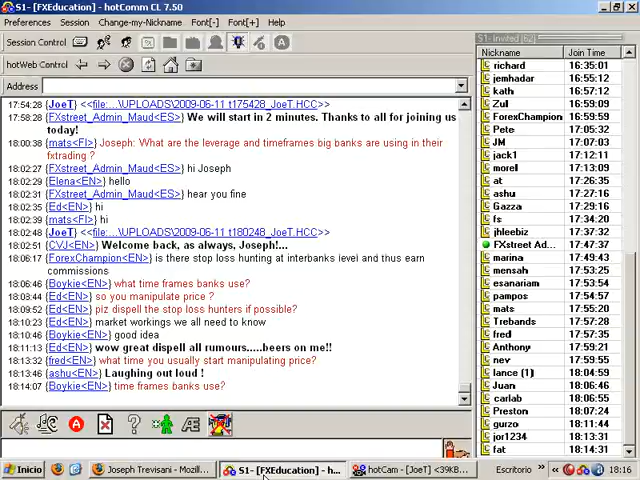 S1- [FXEducation] - hotComm CL 7.50
Preferences Session Change-my-Nickname Font[-] Font[+] Help
Session Control
hotWeb Control
Address
17:54:28 {JoeT} <<file:...\UPLOADS\2009-06-11 t175428_JoeT.HCC>>
17:58:28 {FXstreet_Admin_Maud<ES>} We will start in 2 minutes. Thanks to all for joining us
today!
18:00:38 {mats<FI>} Joseph: What are the leverage and timeframes big banks are using in their
fxtrading ?
18:02:27 {FXstreet_Admin_Maud<ES>} hi Joseph
18:02:29 {Elena<EN>} hello
18:02:31 {FXstreet_Admin_Maud<ES>} hear you fine
18:02:35 {Ed<EN>} hi
18:02:39 {mats<FI>} hi
18:02:48 {JoeT} <<file:...\UPLOADS\2009-06-11 t180248_JoeT.HCC>>
18:02:51 {CVJ<EN>} Welcome back, as always, Joseph!...
18:06:17 {ForexChampion<EN>} is there stop loss hunting at interbanks ievei and thus earn
commissions
18:06:46 {Boykie<EN>} what time frames banks use?
18:08:46 {Ed<EN>} so you manipulate price ?
18:09:52 {Ed<EN>} piz dispell the stop loss hunters if possible?
18:10:23 {Ed<EN>} market workings we all need to know
18:10:46 {Boykie<EN>} good idea
18:11:13 {Ed<EN>} wow great dispell all rumours.....beers on me!!
18:13:32 {fred<EN>} what time you usually start manipulating price?
18:13:46 {ashu<EN>} Laughing out loud !
18:14:07 {Boykie<EN>} time frames banks use?
S1- Invited [62]
Nickname Join Time
richard 16:35:01
jemhadar 16:55:12
kath 16:57:12
Zul 16:59:09
ForexChampion 16:59:59
Pete 17:05:32
JM 17:07:03
jack1 17:12:11
morel 17:13:09
at 17:26:35
ashu 17:27:16
Gazza 17:27:16
fs 17:34:20
jhleebiz 17:37:19
FXstreet Ad... 17:47:37
marina 17:49:43
mensah 17:53:25
esanariam 17:53:54
pampos 17:54:57
mats 17:55:20
Trebands 17:57:28
fred 17:57:35
Anthony 17:59:21
nev 17:59:55
lance (1) 18:04:59
Juan 18:06:46
carlab 18:06:56
Preston 18:07:24
gurzo 18:11:44
jor1234 18:13:41
fat 18:14:31
Inicio
Joseph Trevisani - Mozill...
S1- [FXEducation] - h...
hotCam - [JoeT] <39KB...
Escritorio
18:16